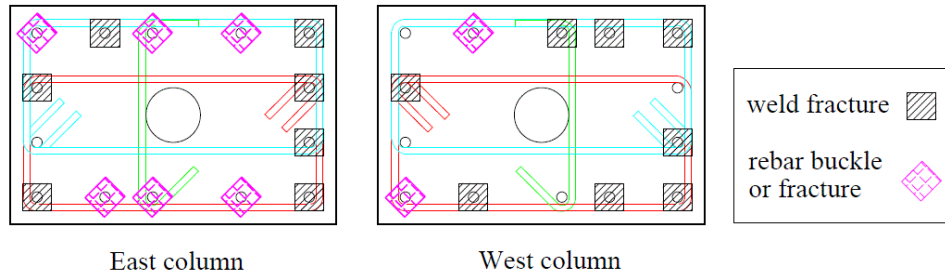 weld fracture
rebar buckle
or fracture
East column
West column